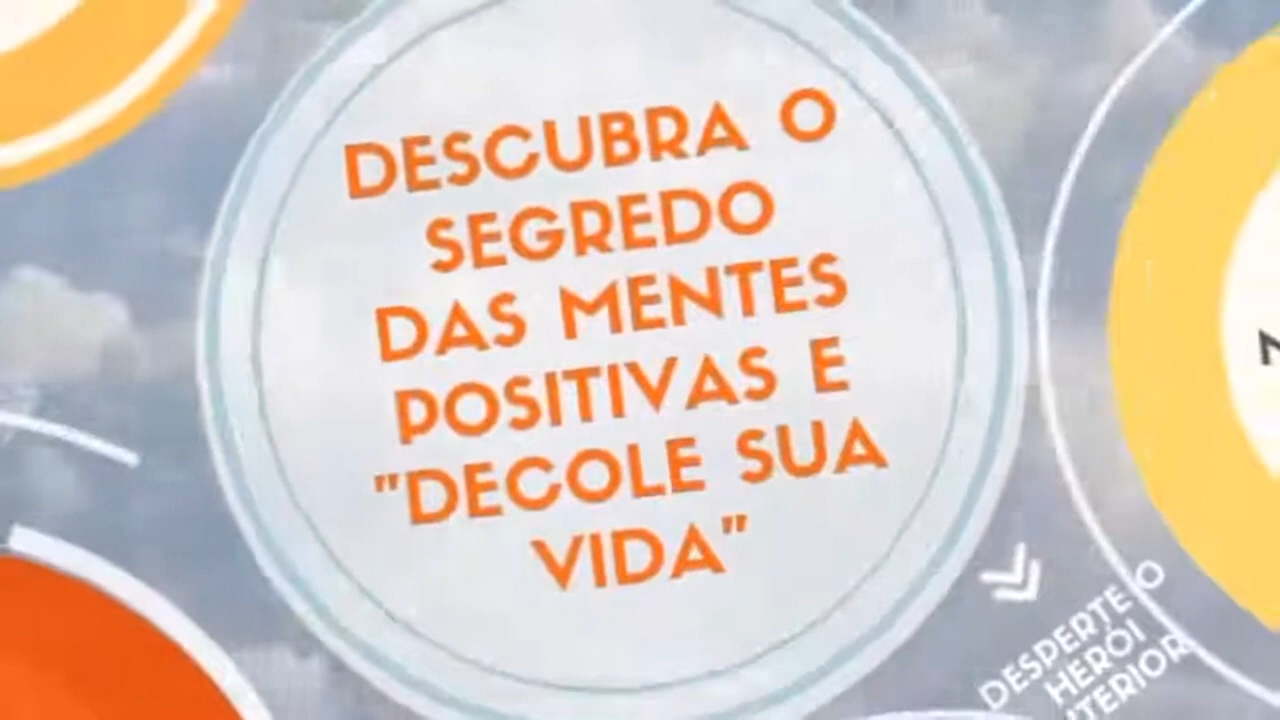 DESCUBRA O
SEGREDO
DAS MENTES
POSITIVAS E
"DECOLE SUA
VIDA"
DESPERTE O
HERÓI